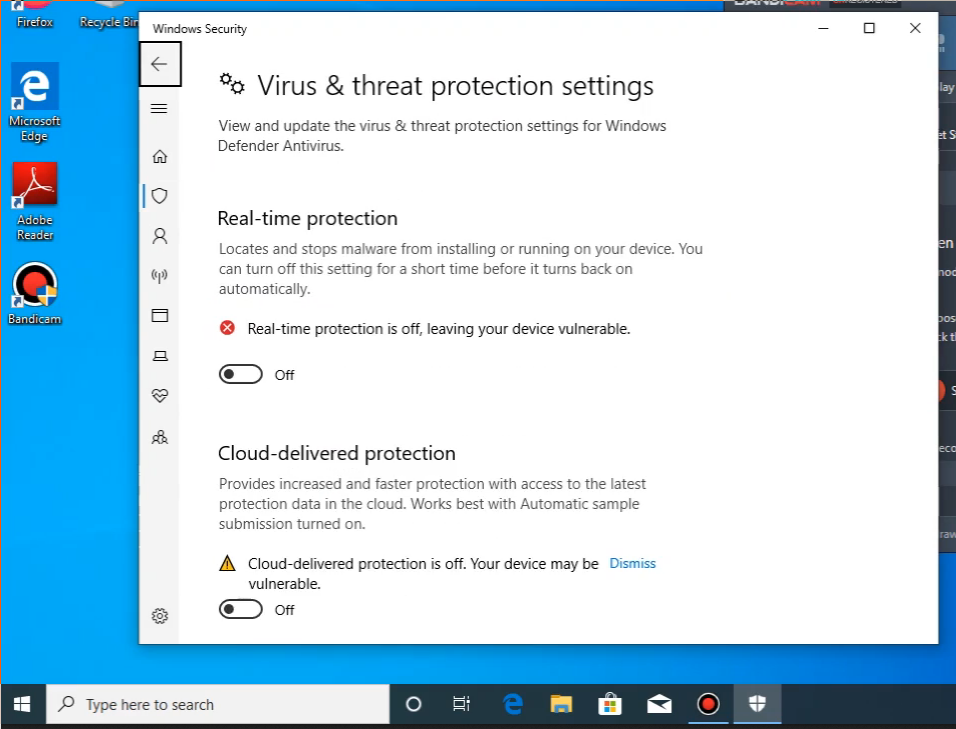 BANDICAM
Firefox
Recycle Bin
Windows Security
Microsoft
Edge
Adobe
Reader
Bandicam
Virus & threat protection settings
View and update the virus & threat protection settings for Windows
Defender Antivirus.
Real-time protection
Locates and stops malware from installing or running on your device. You
can turn off this setting for a short time before it turns back on
automatically.
Real-time protection is off, leaving your device vulnerable.
Off
Cloud-delivered protection
Provides increased and faster protection with access to the latest
protection data in the cloud. Works best with Automatic sample
submission turned on.
Cloud-delivered protection is off. Your device may be Dismiss
vulnerable.
Off
Type here to search